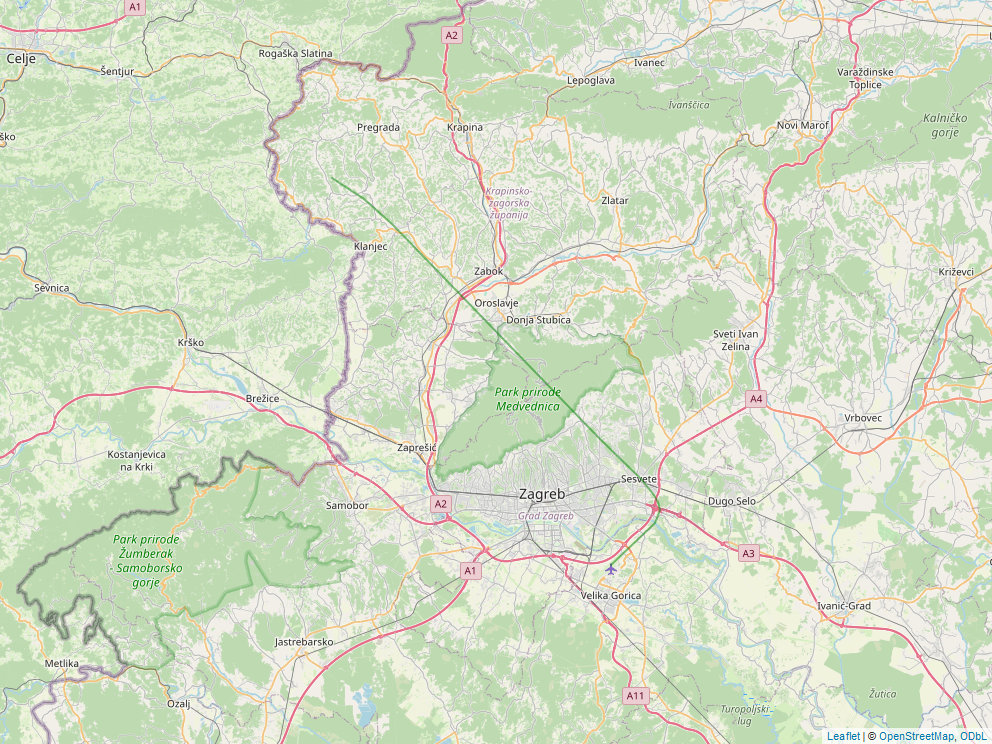 A1
A2
Rogaška Slatina
Celje
Šentjur
Ivanec
Lepoglava
Varaždinske
Toplice
Ivanščica
Pregrada
Krapina
Novi Marof
Kalničko
gorje
Krapinsko-
zagorska
županija
Zlatar
Klanjec
Zabok
Križevci
Sevnica
Oroslavje
Donja Stubica
Sveti Ivan
Zelina
Krško
Park prirode
Medvednica
Brežice
A4
Vrbovec
Zaprešić
Kostanjevica
na Krki
Sesvete
Samobor
A2
Zagreb
Grad Zagreb
Dugo Selo
Park prirode
Žumberak
- Samoborsko
gorje
A1
A3
Velika Gorica
Ivanić-Grad
Jastrebarsko
Metlika
Ozalj
A11
Žutica
Turopoljski
lug
Leaflet | © OpenStreetMap, ODbL